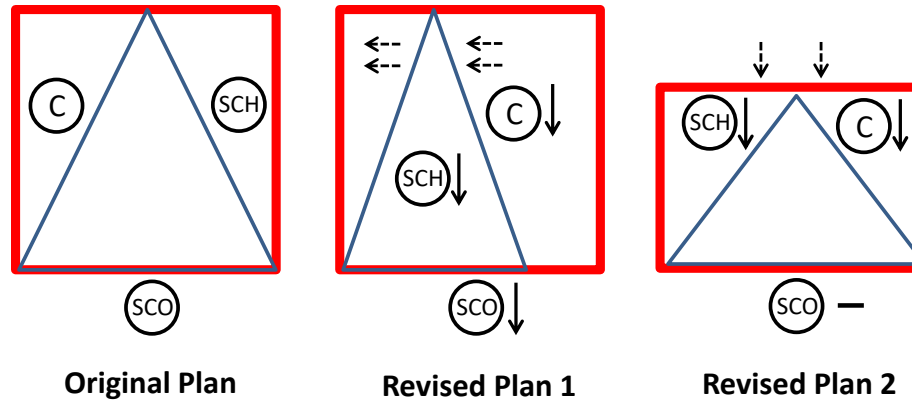 C
SCH
SCO
Original Plan
C
SCH
SCO
Revised Plan 1
SCH
C
SCO
Revised Plan 2